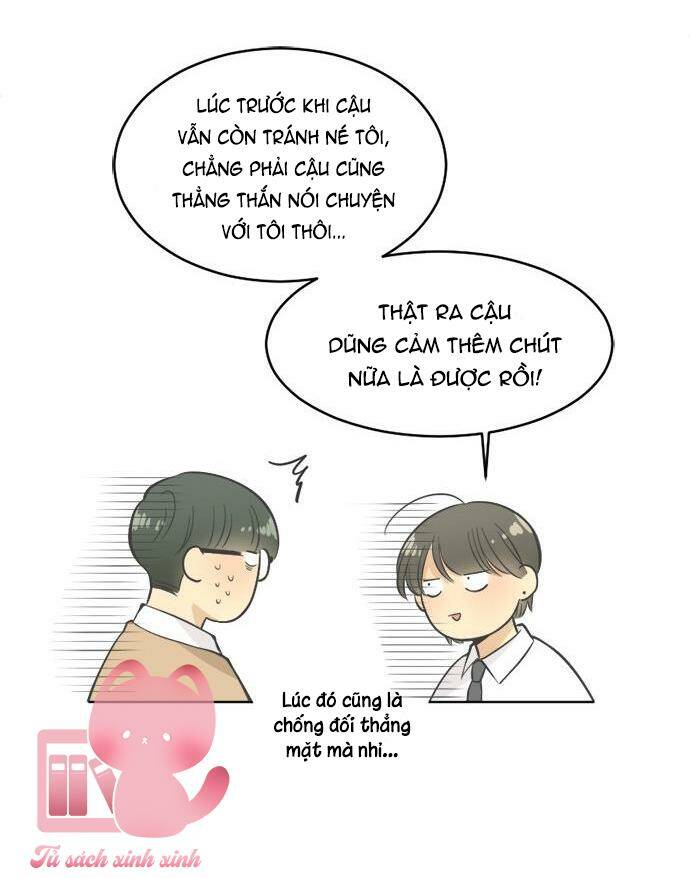 LÚC TRƯỚC KHI CẬU
VẪN CÒN TRÁNH NÉ TÔI,
CHẲNG PHẢI CẬU CŨNG
THẲNG THẮN NÓI CHUYỆN
VỚI TÔI THÔI...
THẬT RA CẬU
DŨNG CẢM THÊM CHÚT
NỮA LÀ ĐƯỢC RỒI!
Lúc đó cũng là
chống đối thẳng
mặt mà nhỉ...
Tủ sách xinh xinh